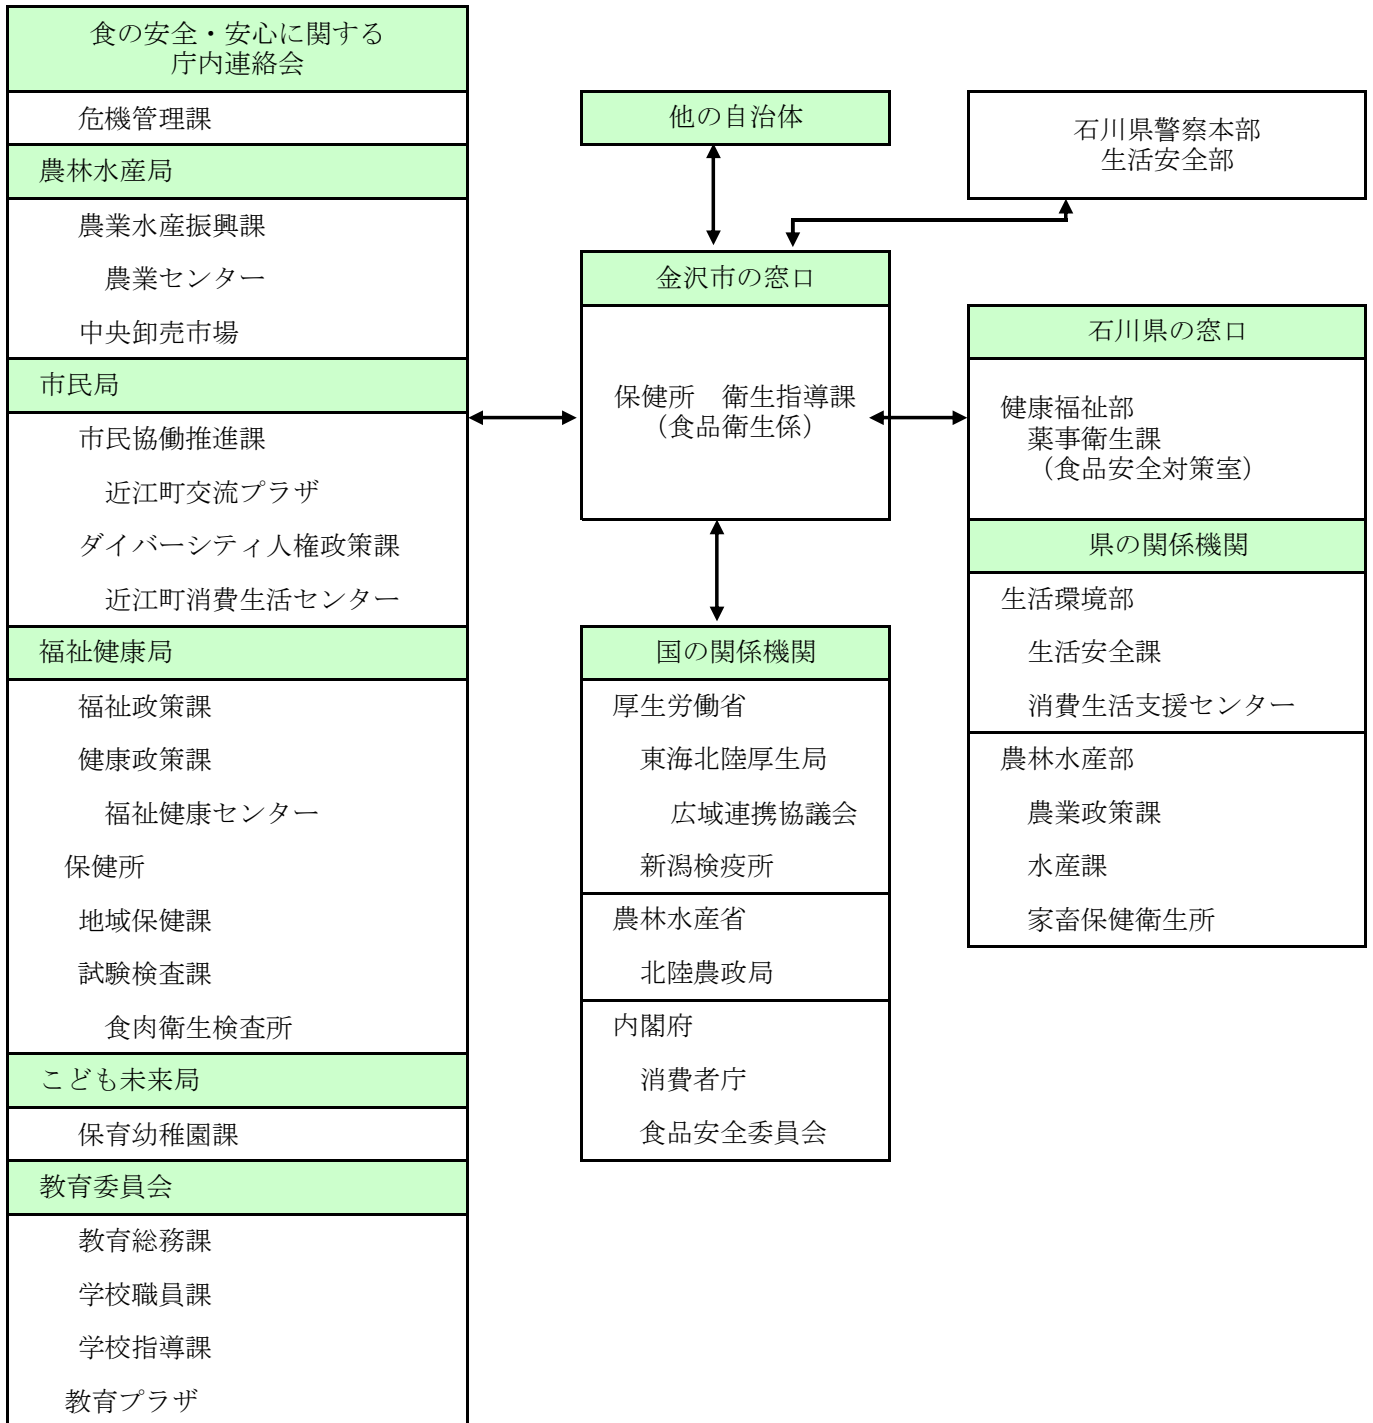 食の安全・安心に関する
庁内連絡会
危機管理課
農林水産局
農業水産振興課
農業センター
中央卸売市場
市民局
市民協働推進課
近江町交流プラザ
ダイバーシティ人権政策課
近江町消費生活センター
福祉健康局
福祉政策課
健康政策課
福祉健康センター
保健所
地域保健課
試験検査課
食肉衛生検査所
こども未来局
保育幼稚園課
教育委員会
教育総務課
学校職員課
学校指導課
教育プラザ
他の自治体
金沢市の窓口
保健所　衛生指導課
（食品衛生係）
国の関係機関
厚生労働省
東海北陸厚生局
広域連携協議会
新潟検疫所
農林水産省
北陸農政局
内閣府
消費者庁
食品安全委員会
石川県警察本部
生活安全部
石川県の窓口
健康福祉部
薬事衛生課
（食品安全対策室）
県の関係機関
生活環境部
生活安全課
消費生活支援センター
農林水産部
農業政策課
水産課
家畜保健衛生所